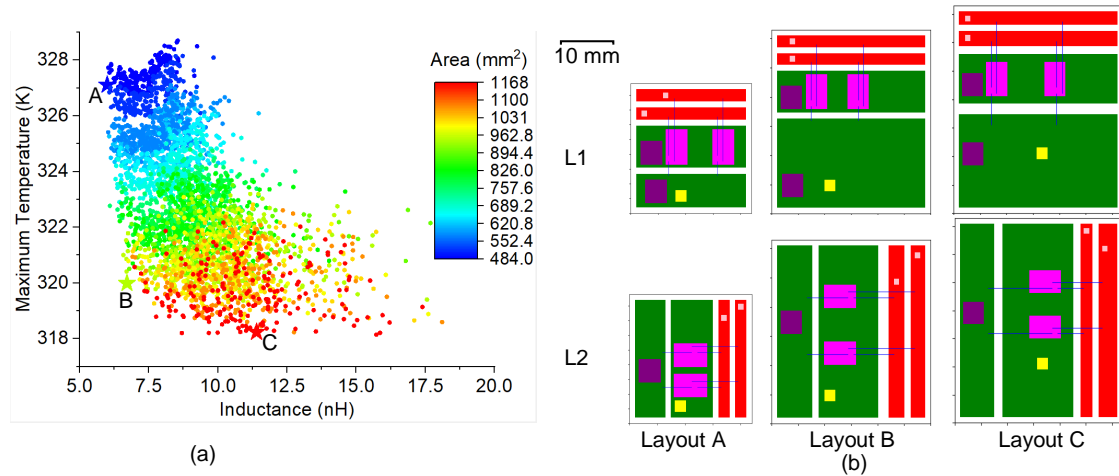 328
326
324
322
320
318
Maximum Temperature (K)
5.0 7.5 10.0 12.5 15.0 17.5 20.0
Inductance (nH)
A
B
C
Area (mm²)
1168
1100
1031
962.8
894.4
826.0
757.6
689.2
620.8
552.4
484.0
(a)
10 mm
L1
L2
Layout A Layout B Layout C
(b)